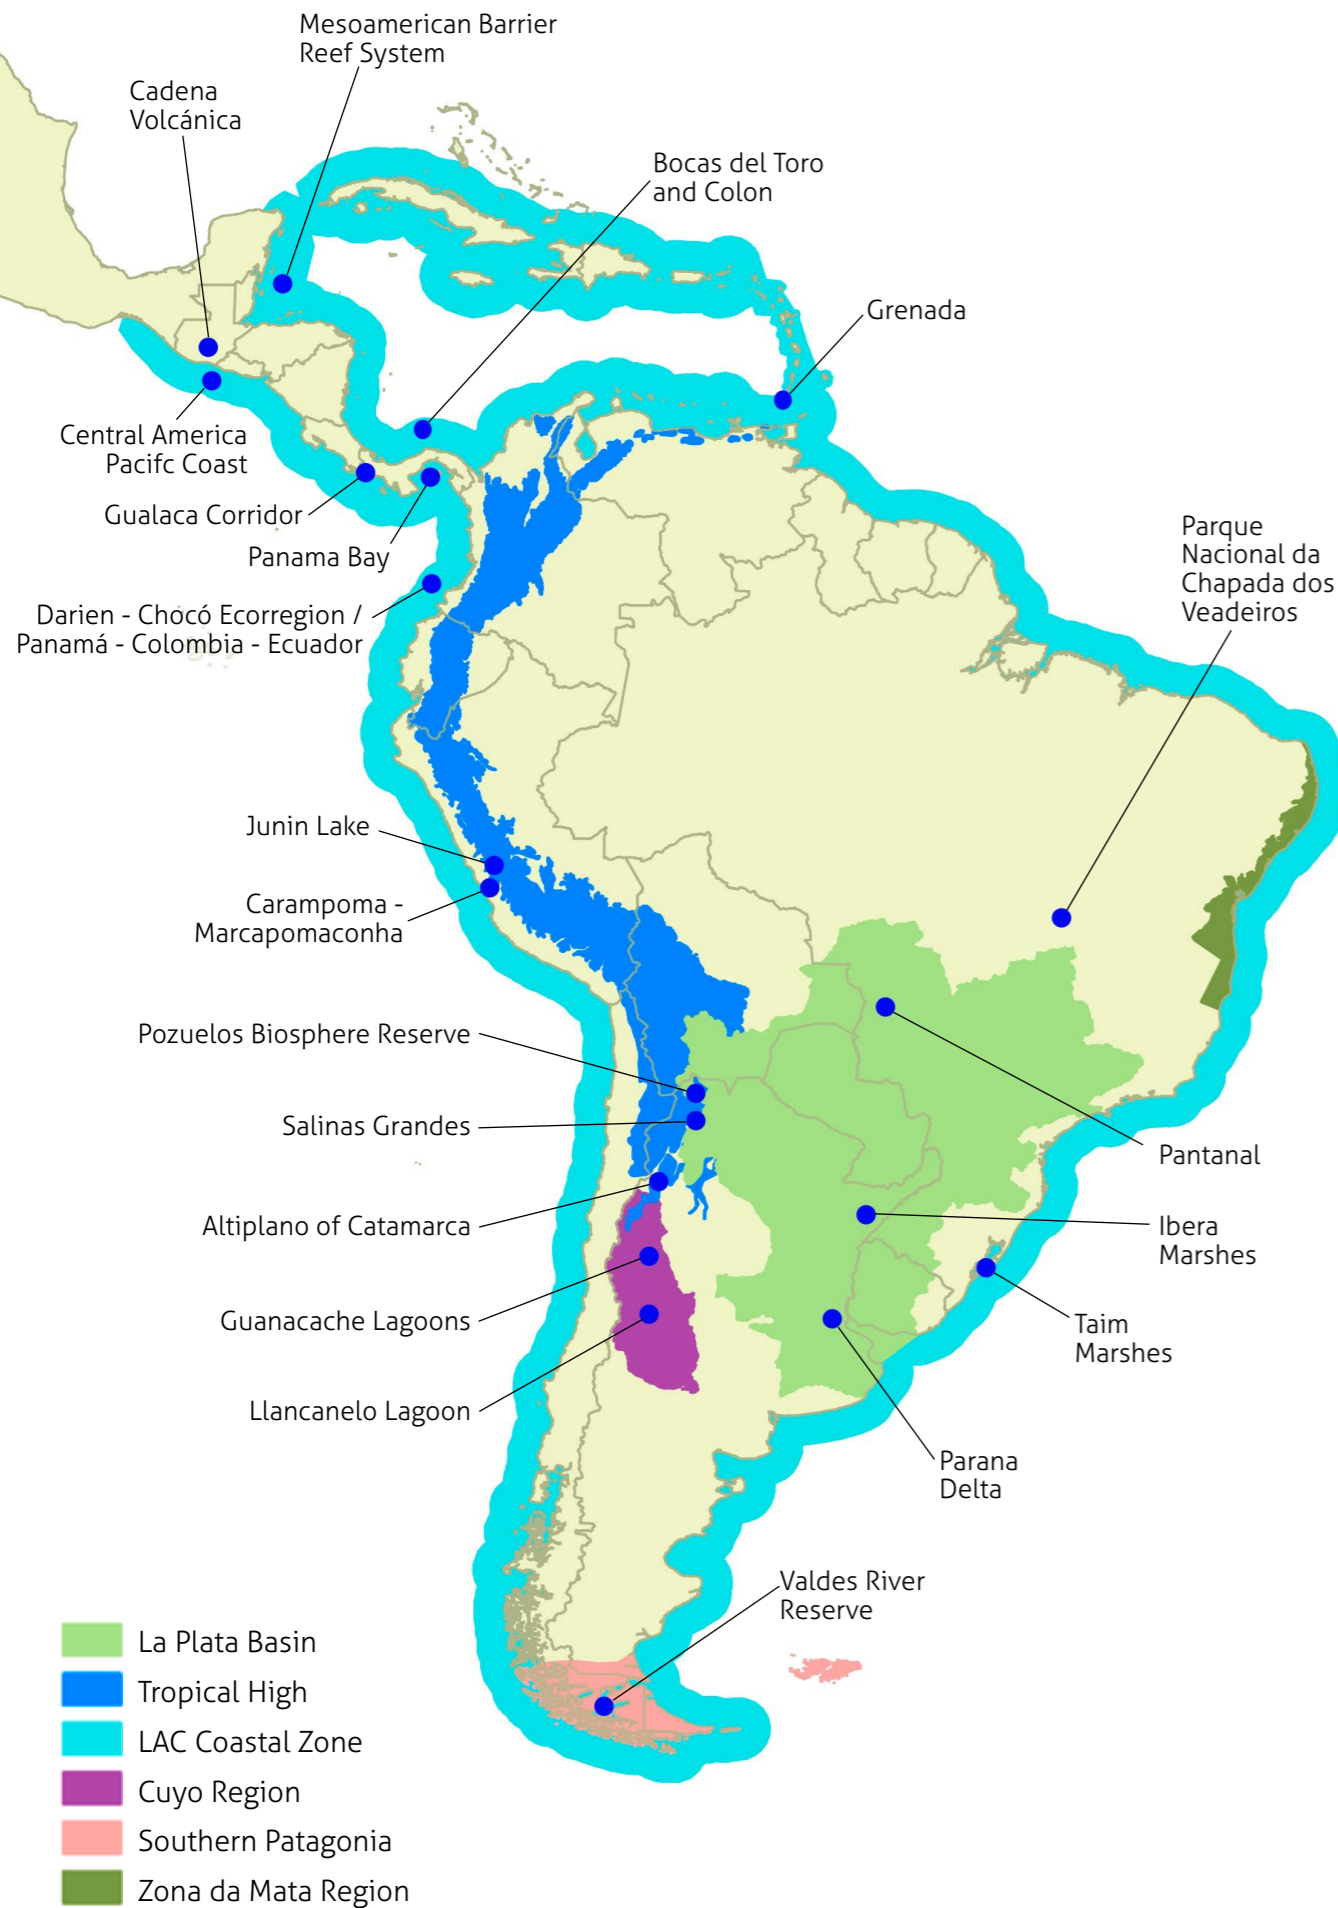 Mesoamerican Barrier
Reef System
Cadena
Volcánica
Bocas del Toro
and Colon
Grenada
Central America
Pacifc Coast
Gualaca Corridor
Panama Bay
Parque
Nacional da
Chapada dos
Veadeiros
Darien - Chocó Ecorregion /
Panamá - Colombia - Ecuador
Junin Lake
Carampoma -
Marcapomaconha
Pozuelos Biosphere Reserve
Salinas Grandes
Pantanal
Altiplano of Catamarca
Ibera
Marshes
Guanacache Lagoons
Taim
Marshes
Llancanelo Lagoon
Parana
Delta
Valdes River
Reserve
La Plata Basin
Tropical High
LAC Coastal Zone
Cuyo Region
Southern Patagonia
Zona da Mata Region